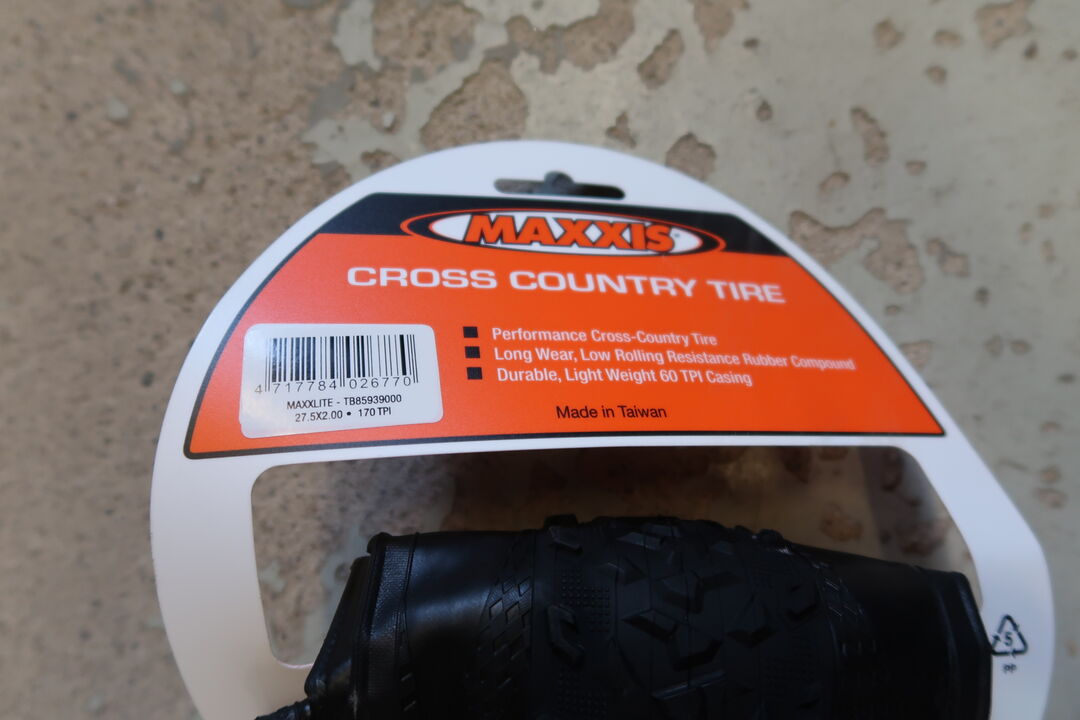 MAXXIS
CROSS COUNTRY TIRE
Performance Cross-Country Tire
Long Wear, Low Rolling Resistance Rubber Compound
Durable, Light Weight 60 TPI Casing
Made in Taiwan
4 717784 026770
MAXXLITE - TB85939000
27.5X2.00 • 170 TPI
5
PP